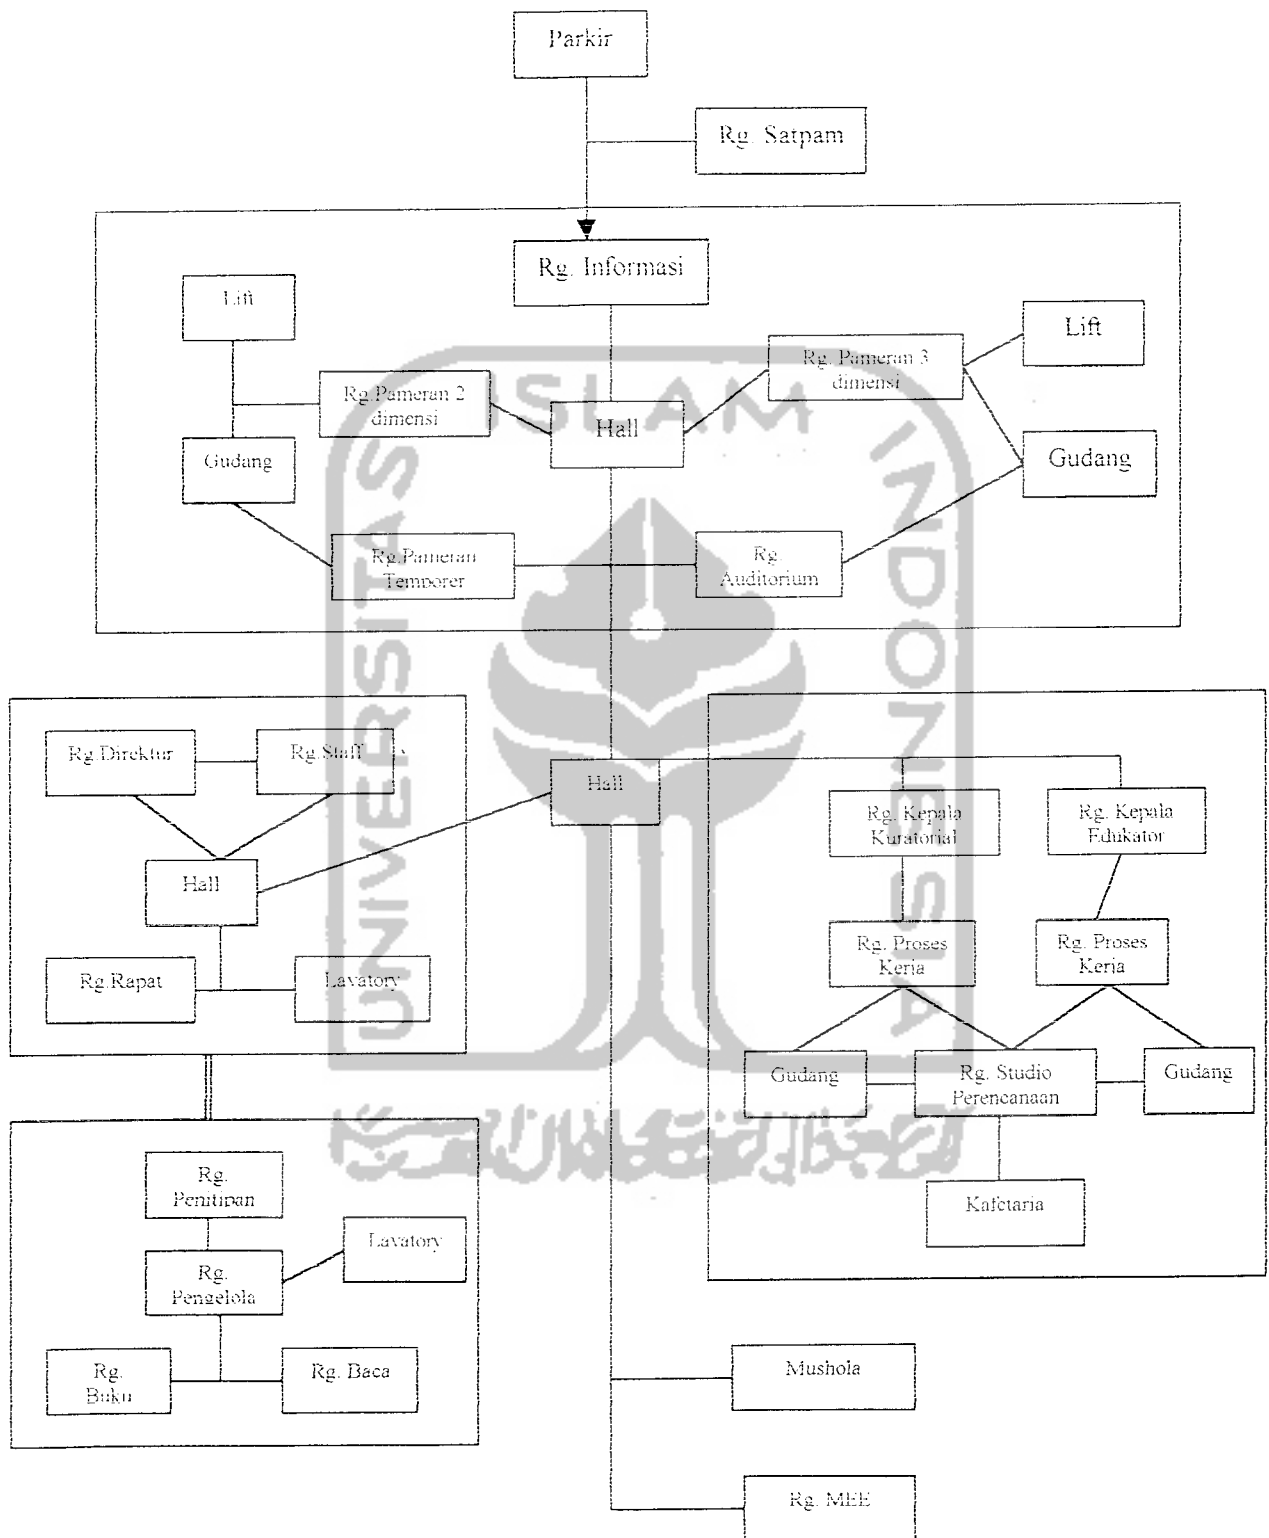 Parkir
Rg. Satpam
Rg. Informasi
Lift
Lift
Rg. Pameran 3
dimensi
Rg.Pameran 2
dimensi
Hall
Gudang
Gudang
Rg.Pameran
Temporer
Rg.
Auditorium
Rg.Direktur
Rg.Staff
Hall
Rg. Kepala
Kuratorial
Rg. Kepala
Edukator
Hall
Rg. Proses
Kerja
Rg. Proses
Kerja
Rg.Rapat
Lavatory
Gudang
Rg. Studio
Perencanaan
Gudang
Rg.
Penitipan
Kafetaria
Lavatory
Rg.
Pengelola
Rg.
Buku
Rg. Baca
Mushola
Rg. MEE
UNIVERSITAS
ISLAM
INDONESIA